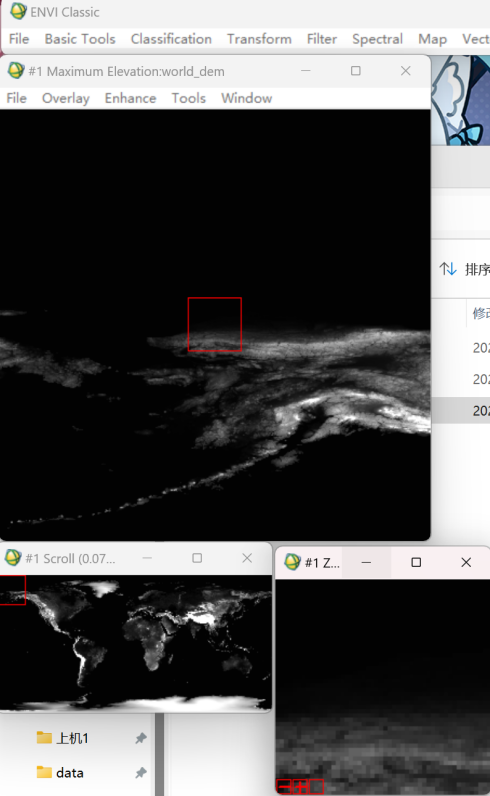 ENVI Classic
File Basic Tools Classification Transform Filter Spectral Map Vect
#1 Maximum Elevation:world_dem
File Overlay Enhance Tools Window
排序
修改
202
202
202
#1 Scroll (0.07...
#1 Z...
上机1
data